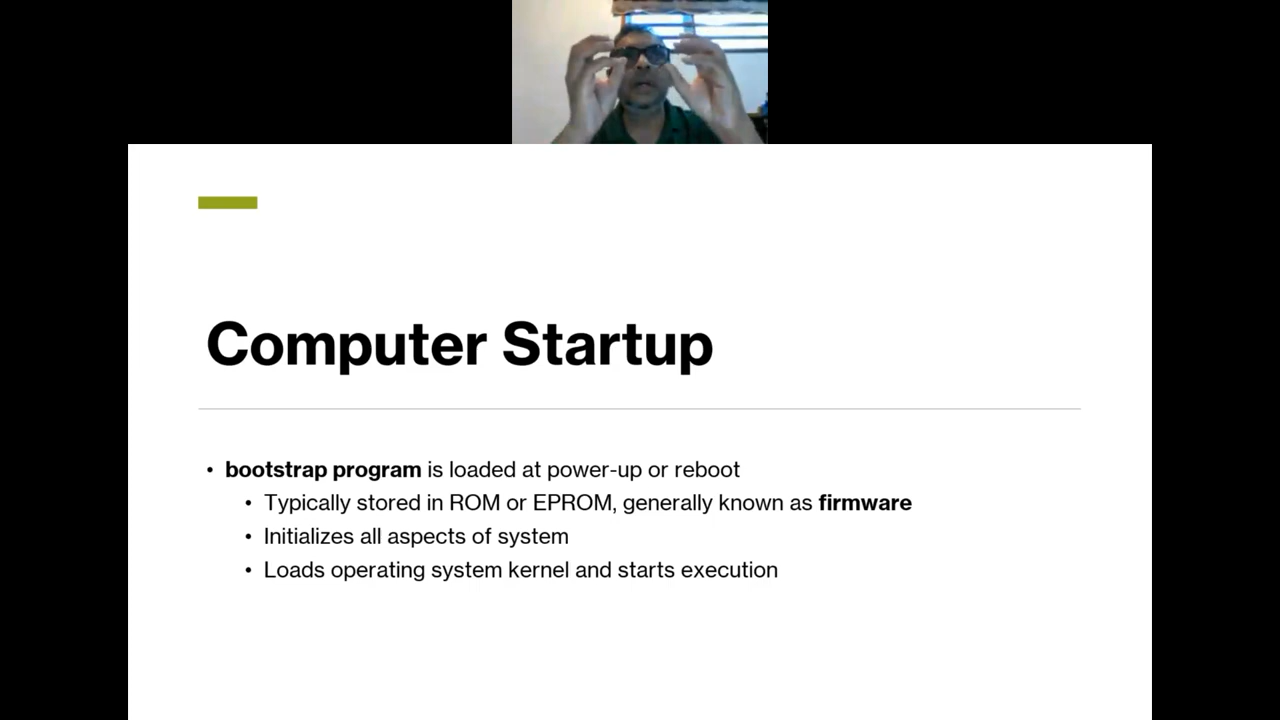 Computer Startup
• bootstrap program is loaded at power-up or reboot
• Typically stored in ROM or EPROM, generally known as firmware
• Initializes all aspects of system
• Loads operating system kernel and starts execution